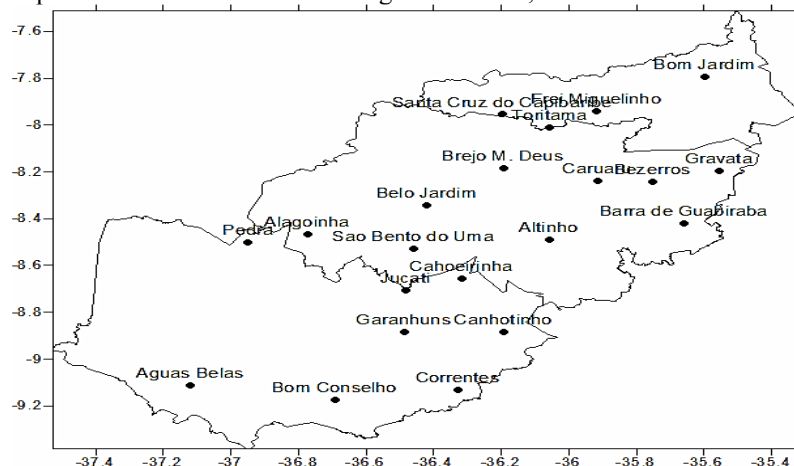 -7.6
-7.8
-8
-8.2
-8.4
-8.6
-8.8
-9
-9.2
Bom Jardim
Frei Miguelinho
Santa Cruz do Capibaribe
Toritama
Brejo M. Deus
Caruaru
Bezerros
Gravata
Belo Jardim
Barra de Guabiraba
Pedra
Alagoinha
Altinho
Sao Bento do Uma
Cahoeirinha
Jucati
Garanhuns
Canhotinho
Aguas Belas
Bom Conselho
Correntes
-37.4 -37.2 -37 -36.8 -36.6 -36.4 -36.2 -36 -35.8 -35.6 -35.4